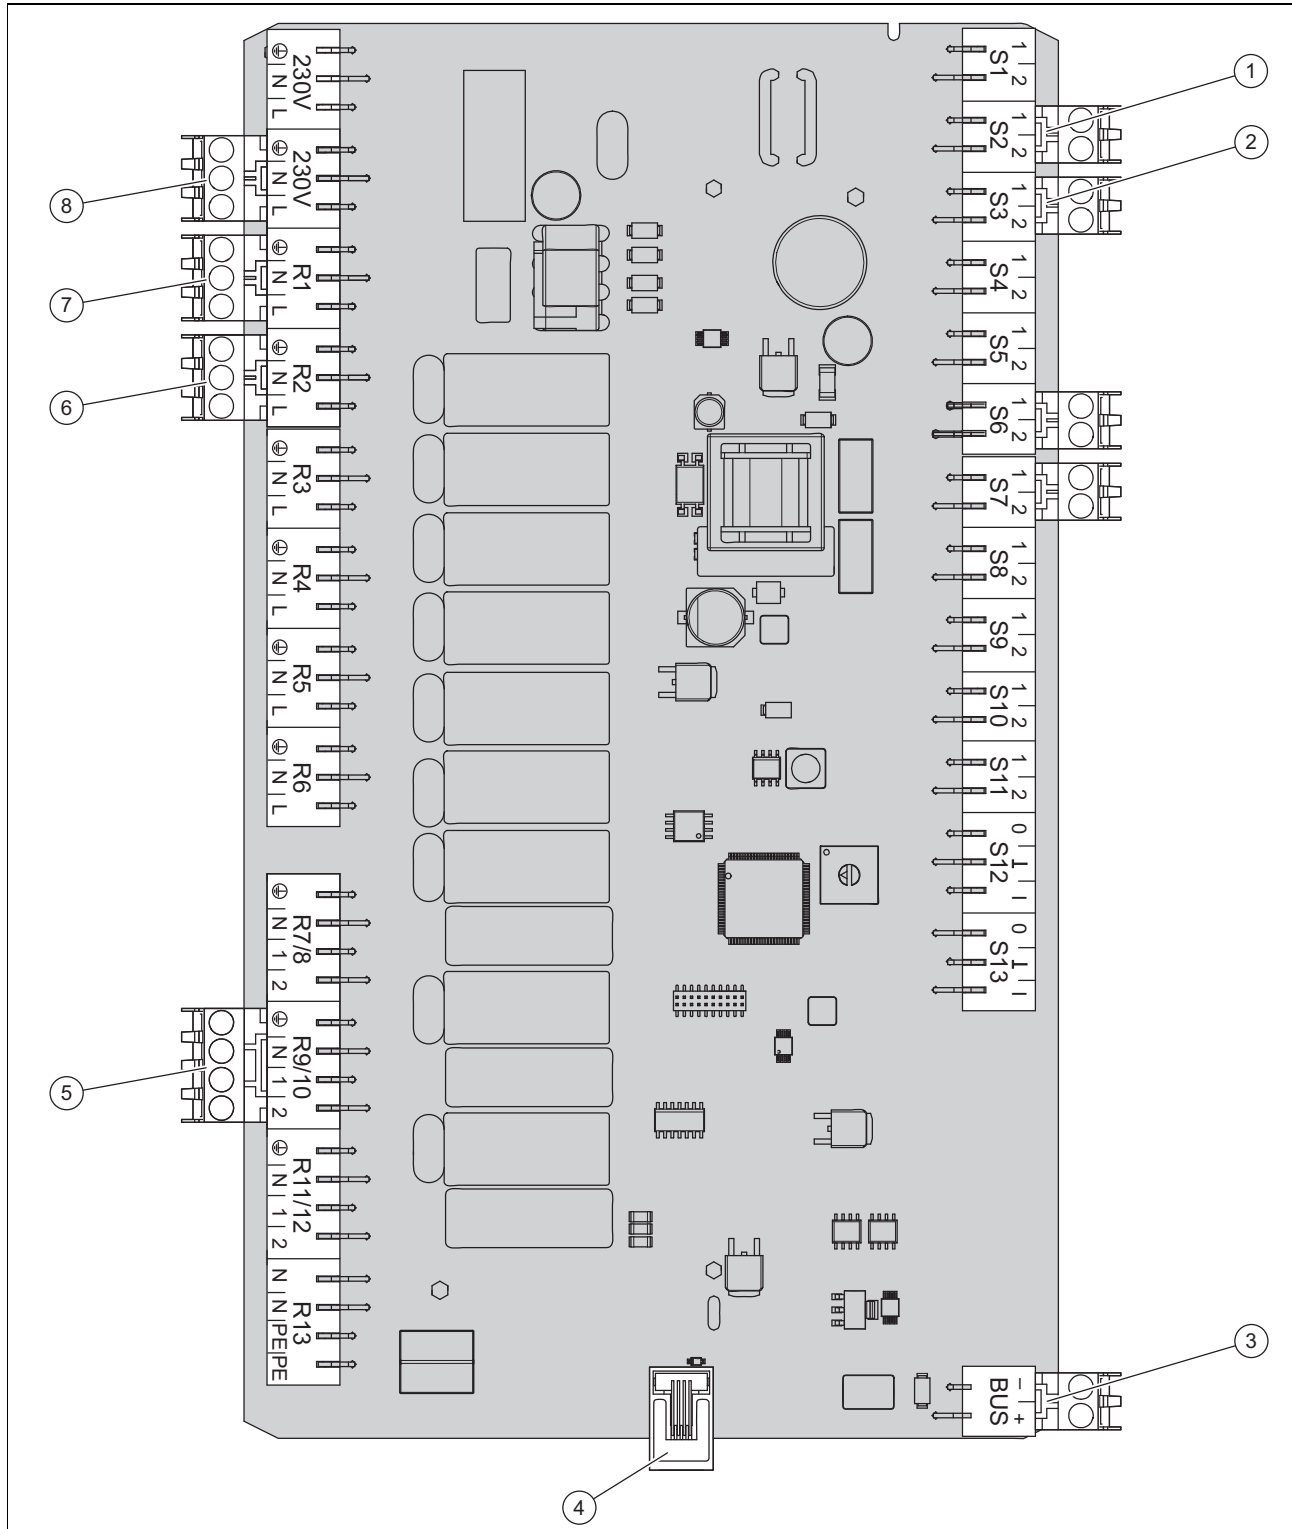 230V
⏚ N L
230V
⏚ N L
R1
⏚ N L
R2
⏚ N L
R3
⏚ N L
R4
⏚ N L
R5
⏚ N L
R6
⏚ N L
R7/8
⏚ N 1 2
R9/10
⏚ N 1 2
R11/12
⏚ N 1 2
R13
N N PE PE
S1
1 2
S2
1 2
S3
1 2
S4
1 2
S5
1 2
S6
1 2
S7
1 2
S8
1 2
S9
1 2
S10
1 2
S11
1 2
S12
0 ⊥ I
S13
0 ⊥ I
BUS
− +
1
2
3
4
5
6
7
8